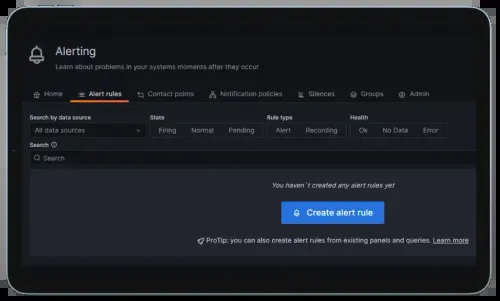 Alerting
Learn about problems in your systems moments after they occur
Home Alert rules Contact points Notification policies Silences Groups Admin
Search by data source State Rule type Health
All data sources Firing Normal Pending Alert Recording Ok No Data Error
Search
Search
You haven`t created any alert rules yet
Create alert rule
ProTip: you can also create alert rules from existing panels and queries. Learn more